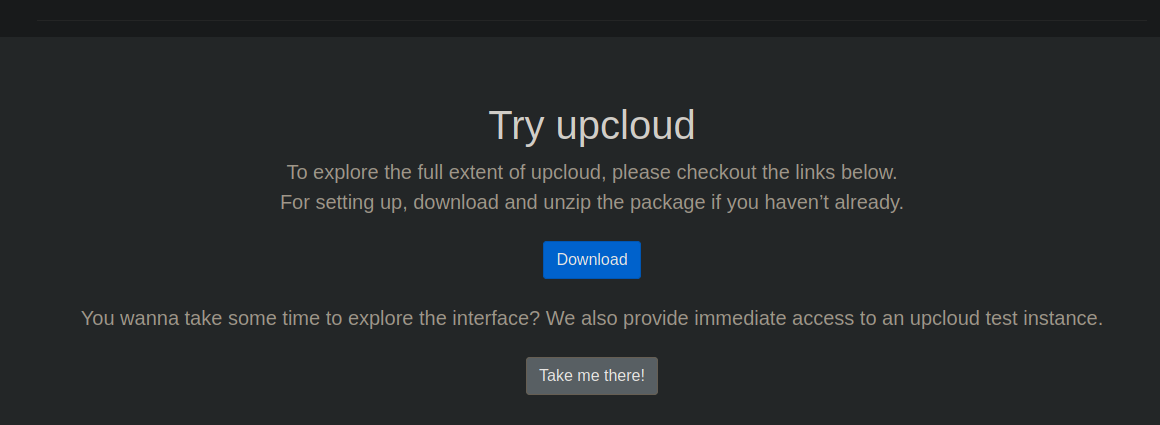 Try upcloud
To explore the full extent of upcloud, please checkout the links below.
For setting up, download and unzip the package if you haven’t already.
Download
You wanna take some time to explore the interface? We also provide immediate access to an upcloud test instance.
Take me there!